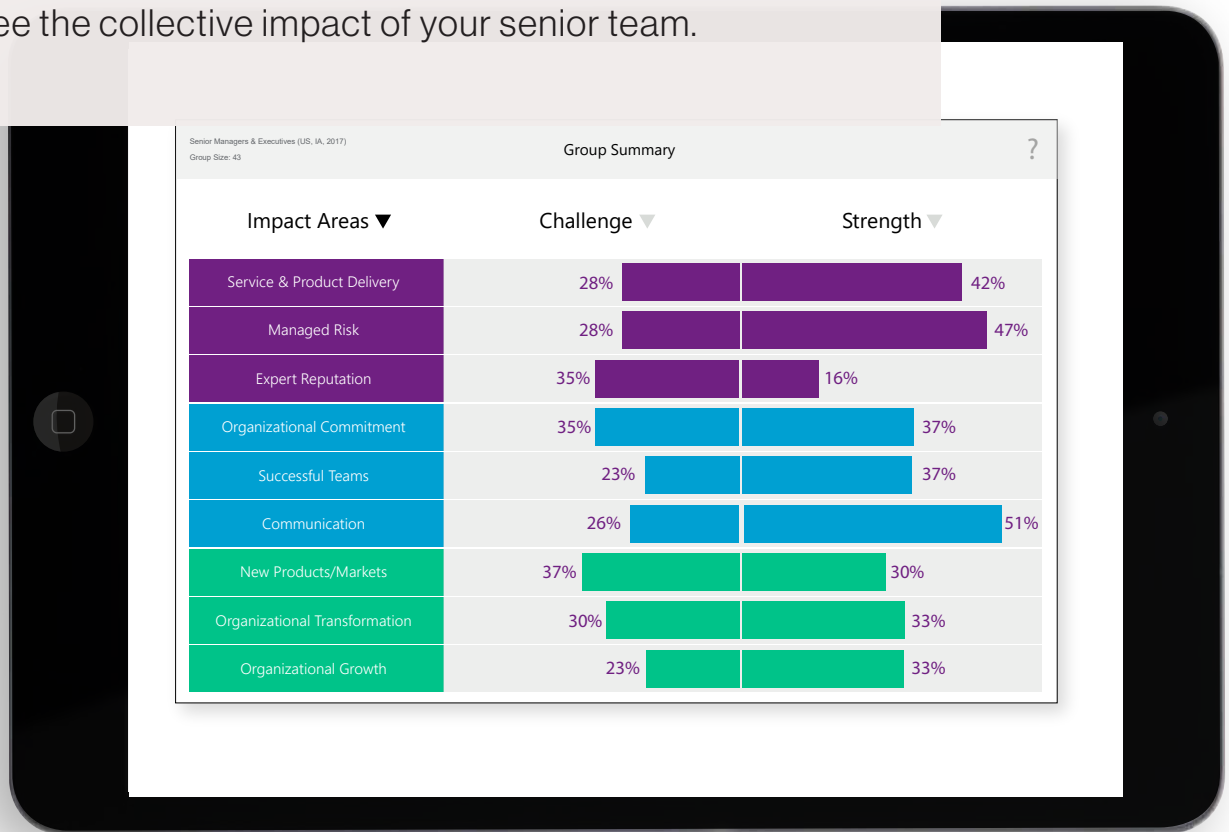 ee the collective impact of your senior team.
Senior Managers & Executives (US, IA, 2017)
Group Size: 43
Group Summary
?
Impact Areas ▼ Challenge ▼ Strength ▼
Service & Product Delivery 28% 42%
Managed Risk 28% 47%
Expert Reputation 35% 16%
Organizational Commitment 35% 37%
Successful Teams 23% 37%
Communication 26% 51%
New Products/Markets 37% 30%
Organizational Transformation 30% 33%
Organizational Growth 23% 33%